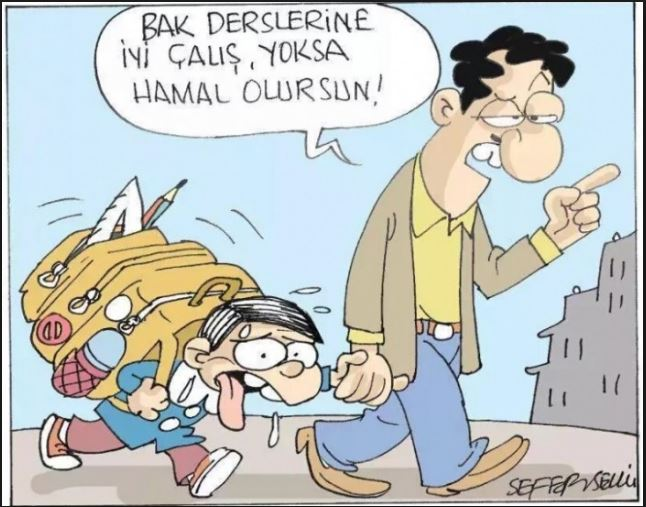 BAK DERSLERİNE
İYİ ÇALIŞ, YOKSA
HAMAL OLURSUN!